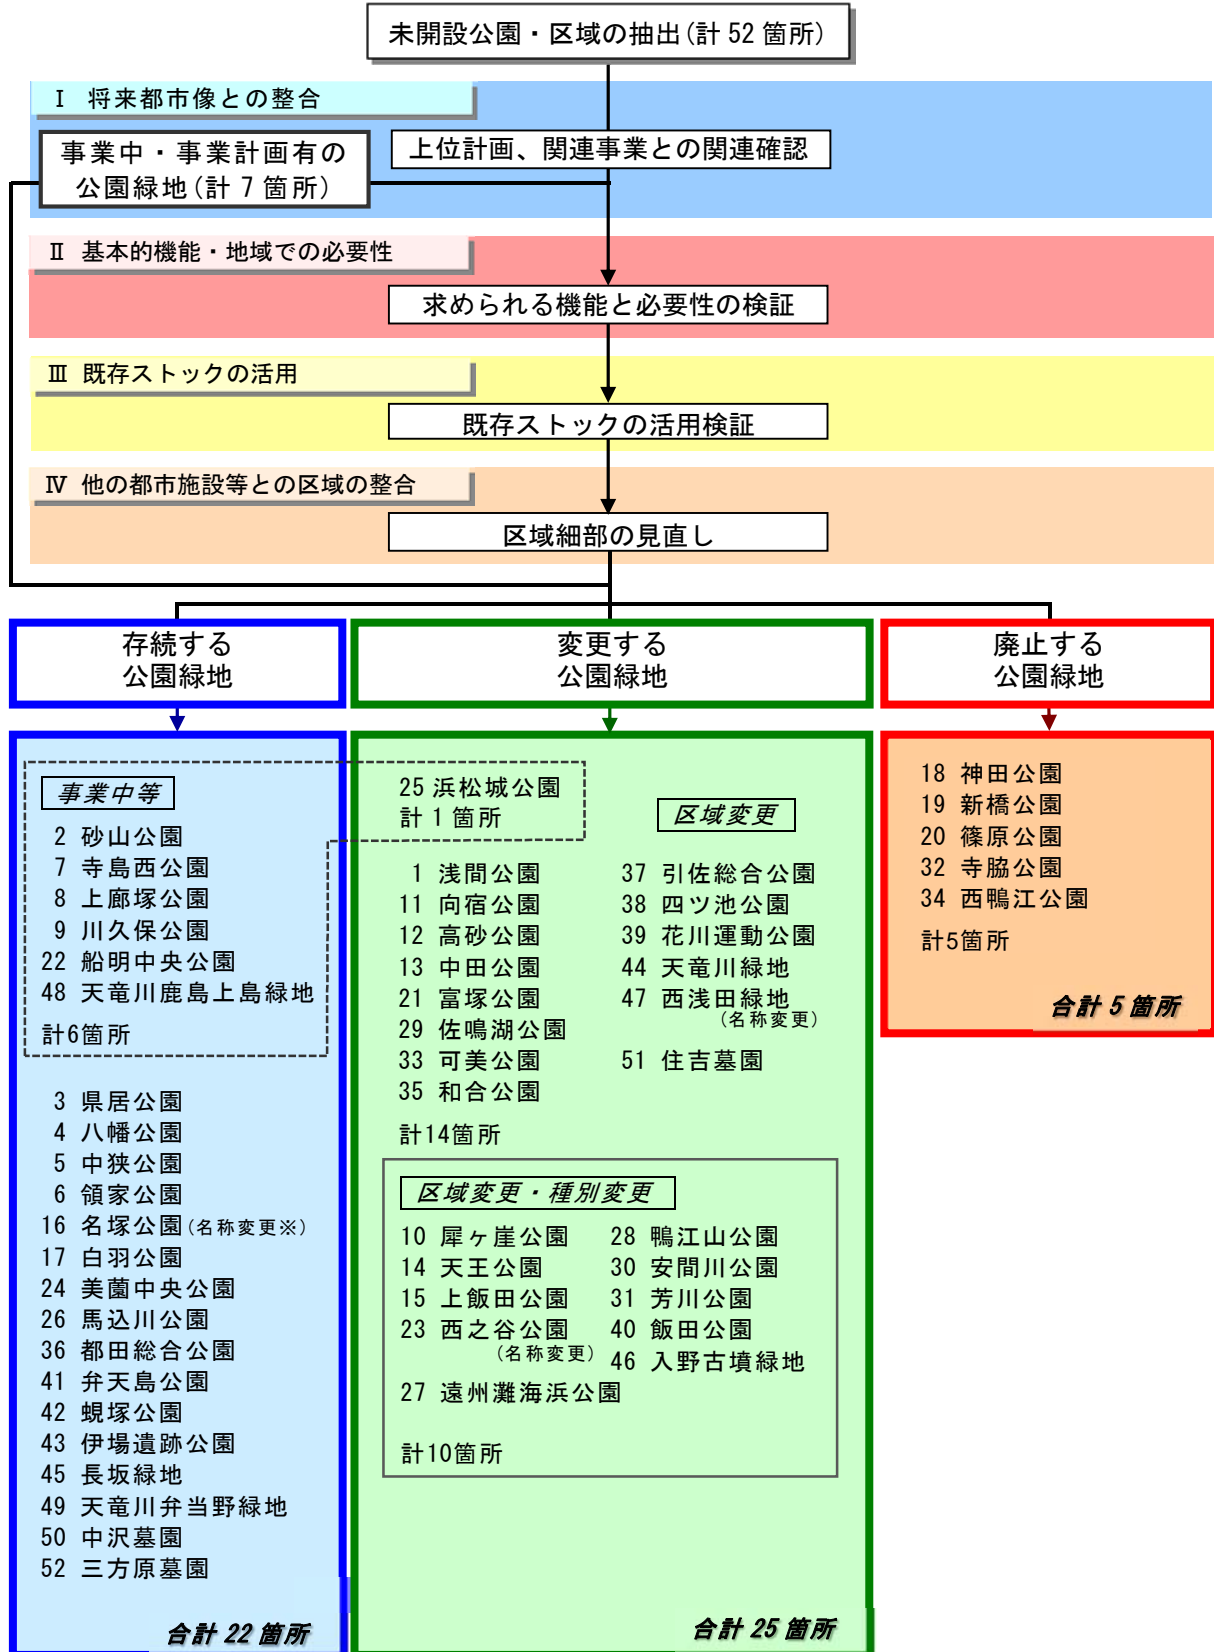 未開設公園・区域の抽出(計 52 箇所)
Ⅰ 将来都市像との整合
事業中・事業計画有の
公園緑地(計 7 箇所)
上位計画、関連事業との関連確認
Ⅱ 基本的機能・地域での必要性
求められる機能と必要性の検証
Ⅲ 既存ストックの活用
既存ストックの活用検証
Ⅳ 他の都市施設等との区域の整合
区域細部の見直し
存続する
公園緑地
変更する
公園緑地
廃止する
公園緑地
事業中等
2 砂山公園
7 寺島西公園
8 上廊塚公園
9 川久保公園
22 船明中央公園
48 天竜川鹿島上島緑地
計6箇所
3 県居公園
4 八幡公園
5 中狭公園
6 領家公園
16 名塚公園(名称変更※)
17 白羽公園
24 美薗中央公園
26 馬込川公園
36 都田総合公園
41 弁天島公園
42 蜆塚公園
43 伊場遺跡公園
45 長坂緑地
49 天竜川弁当野緑地
50 中沢墓園
52 三方原墓園
合計 22 箇所
25 浜松城公園
計 1 箇所
区域変更
1 浅間公園
11 向宿公園
12 高砂公園
13 中田公園
21 富塚公園
29 佐鳴湖公園
33 可美公園
35 和合公園
37 引佐総合公園
38 四ツ池公園
39 花川運動公園
44 天竜川緑地
47 西浅田緑地
(名称変更)
51 住吉墓園
計14箇所
区域変更・種別変更
10 犀ヶ崖公園
14 天王公園
15 上飯田公園
23 西之谷公園
(名称変更)
27 遠州灘海浜公園
28 鴨江山公園
30 安間川公園
31 芳川公園
40 飯田公園
46 入野古墳緑地
計10箇所
合計 25 箇所
18 神田公園
19 新橋公園
20 篠原公園
32 寺脇公園
34 西鴨江公園
計5箇所
合計 5 箇所